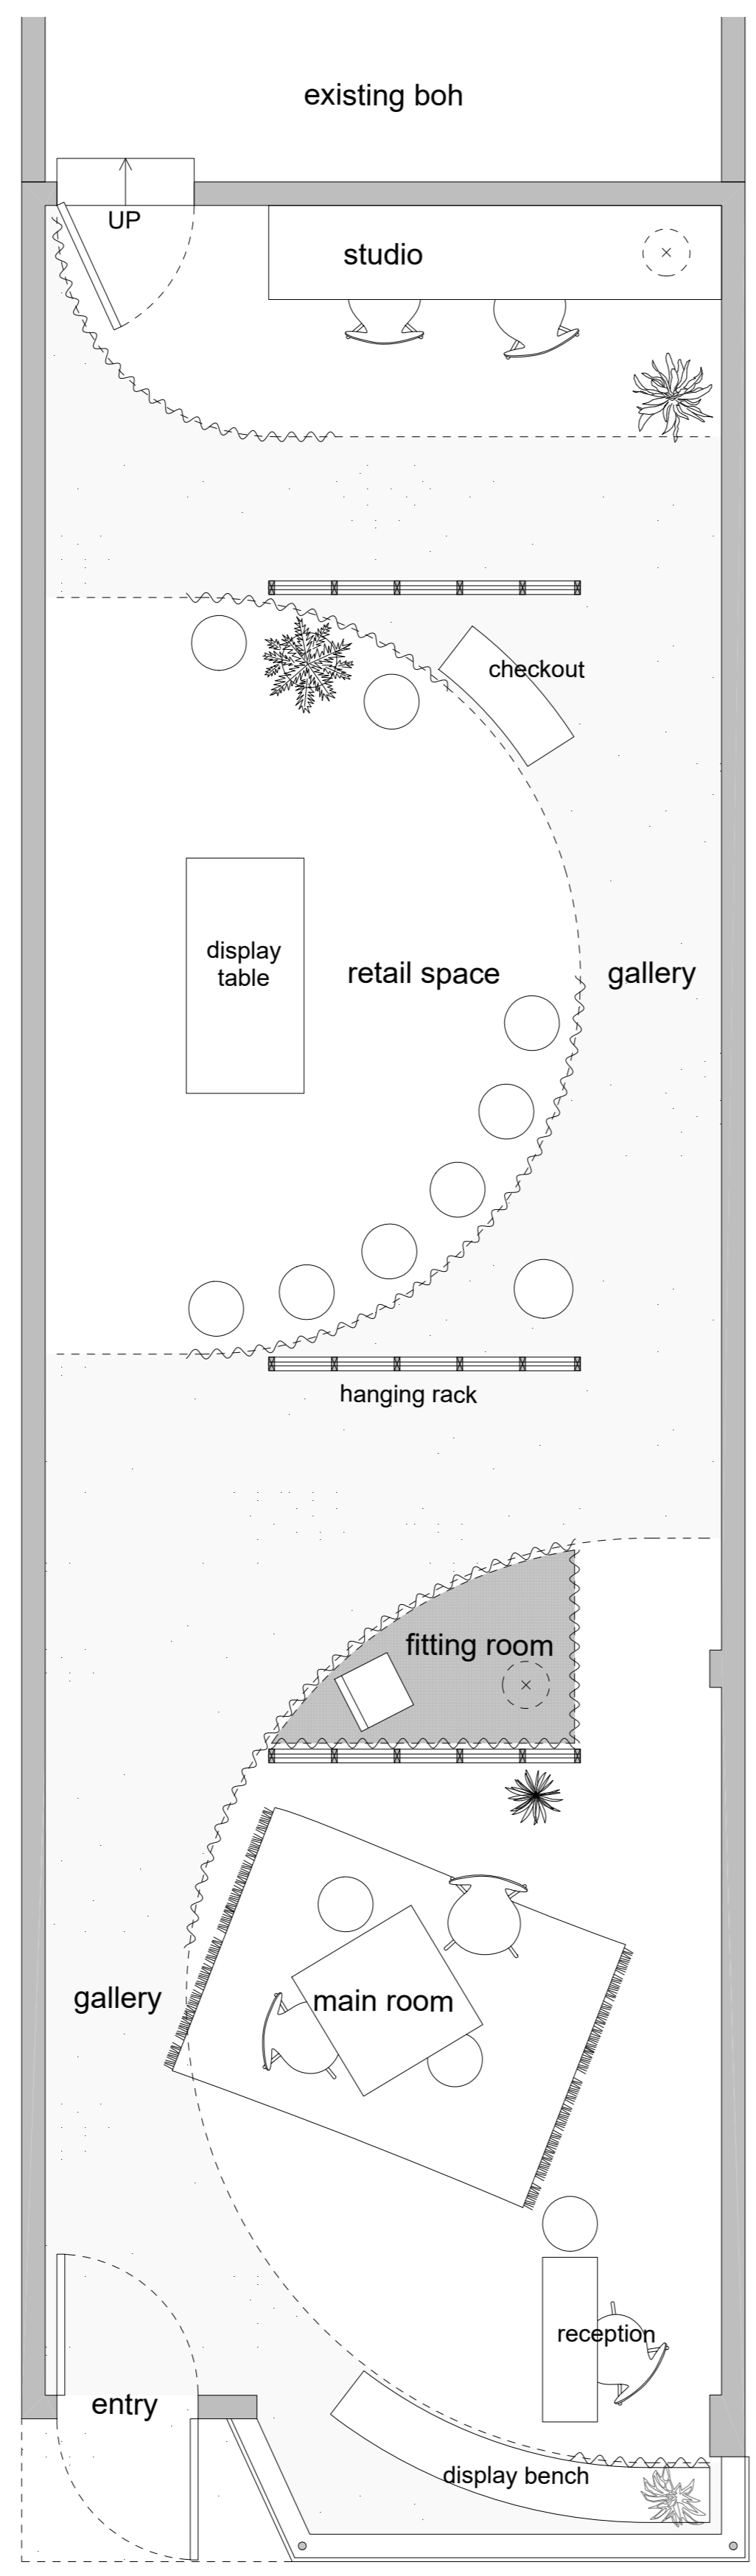 existing boh
UP
studio
checkout
display
table
retail space
gallery
hanging rack
fitting room
gallery
main room
reception
entry
display bench